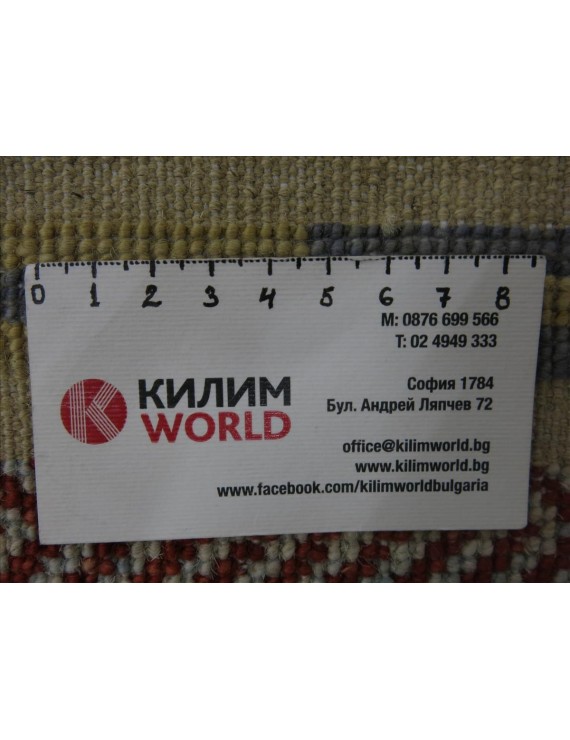 0 1 2 3 4 5 6 7 8
M: 0876 699 566
T: 02 4949 333
КИЛИМ
WORLD
София 1784
Бул. Андрей Ляпчев 72
office@kilimworld.bg
www.kilimworld.bg
www.facebook.com/kilimworldbulgaria